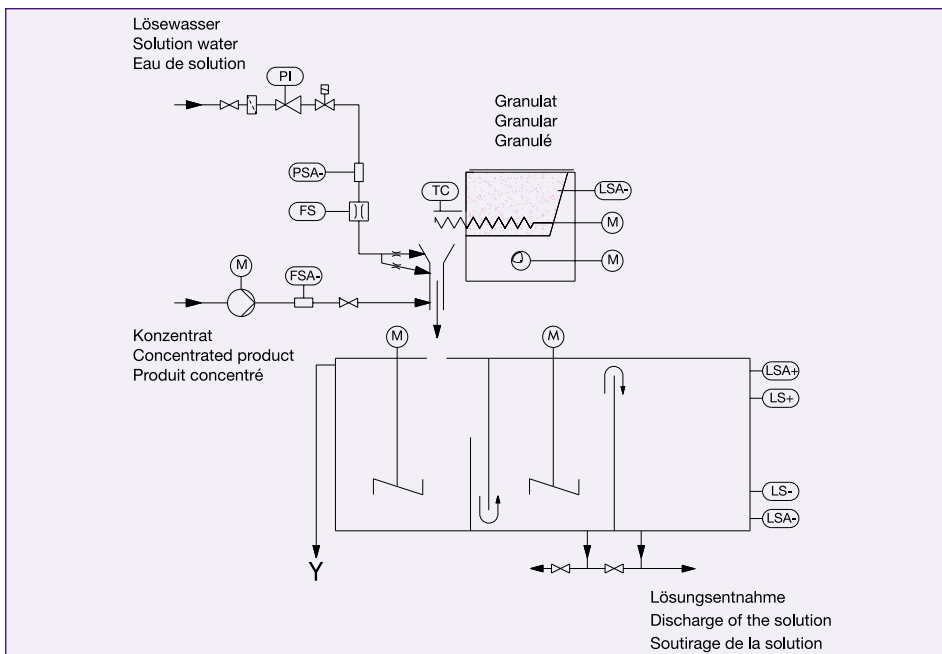 Lösewasser
Solution water
Eau de solution
PI
Granulat
Granular
Granulé
PSA-
TC
LSA-
FS
M
M
M
FSA-
Konzentrat
Concentrated product
Produit concentré
M
M
LSA+
LS+
LS-
LSA-
Y
Lösungsentnahme
Discharge of the solution
Soutirage de la solution